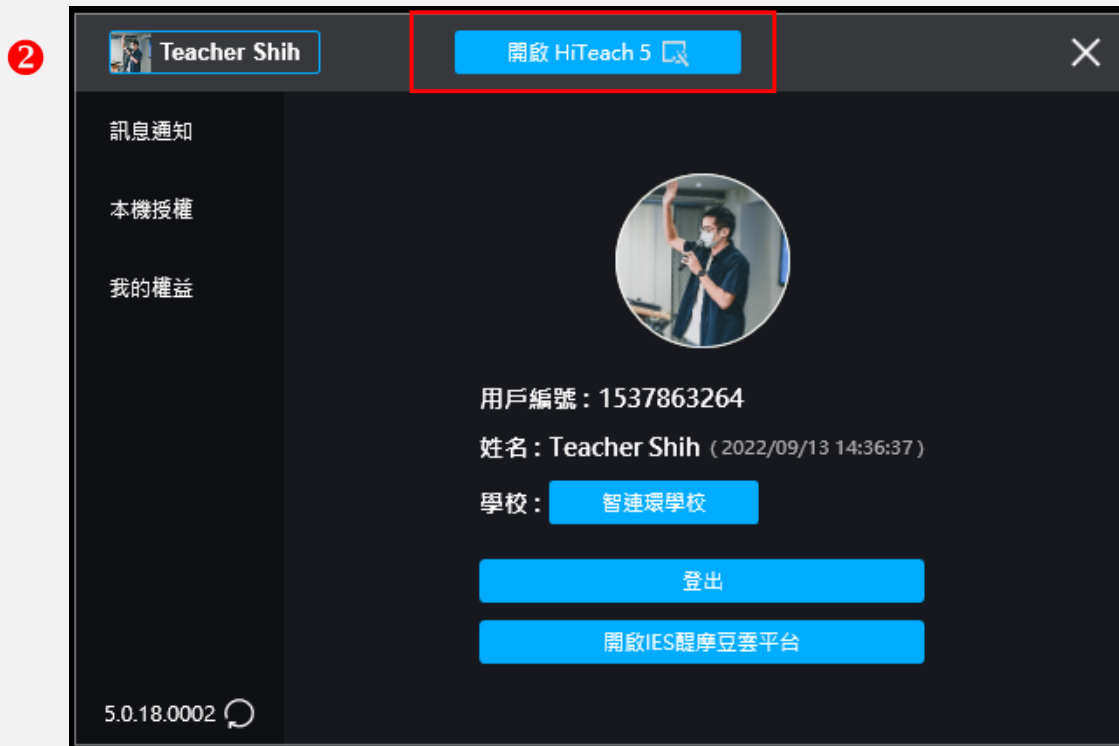 ❷
Teacher Shih
開啟 HiTeach 5
訊息通知
本機授權
我的權益
用戶編號 : 1537863264
姓名 : Teacher Shih ( 2022/09/13 14:36:37 )
學校 : 智連環學校
登出
開啟IES醍摩豆雲平台
5.0.18.0002